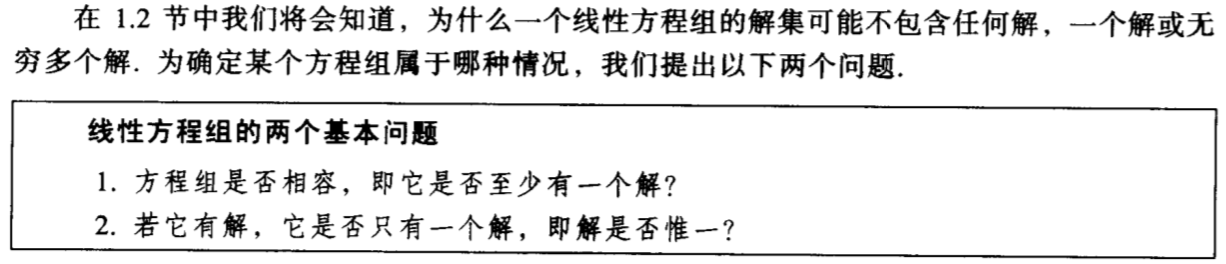 在 1.2 节中我们将会知道，为什么一个线性方程组的解集可能不包含任何解，一个解或无
穷多个解. 为确定某个方程组属于哪种情况，我们提出以下两个问题.
线性方程组的两个基本问题
1. 方程组是否相容，即它是否至少有一个解?
2. 若它有解，它是否只有一个解，即解是否惟一?